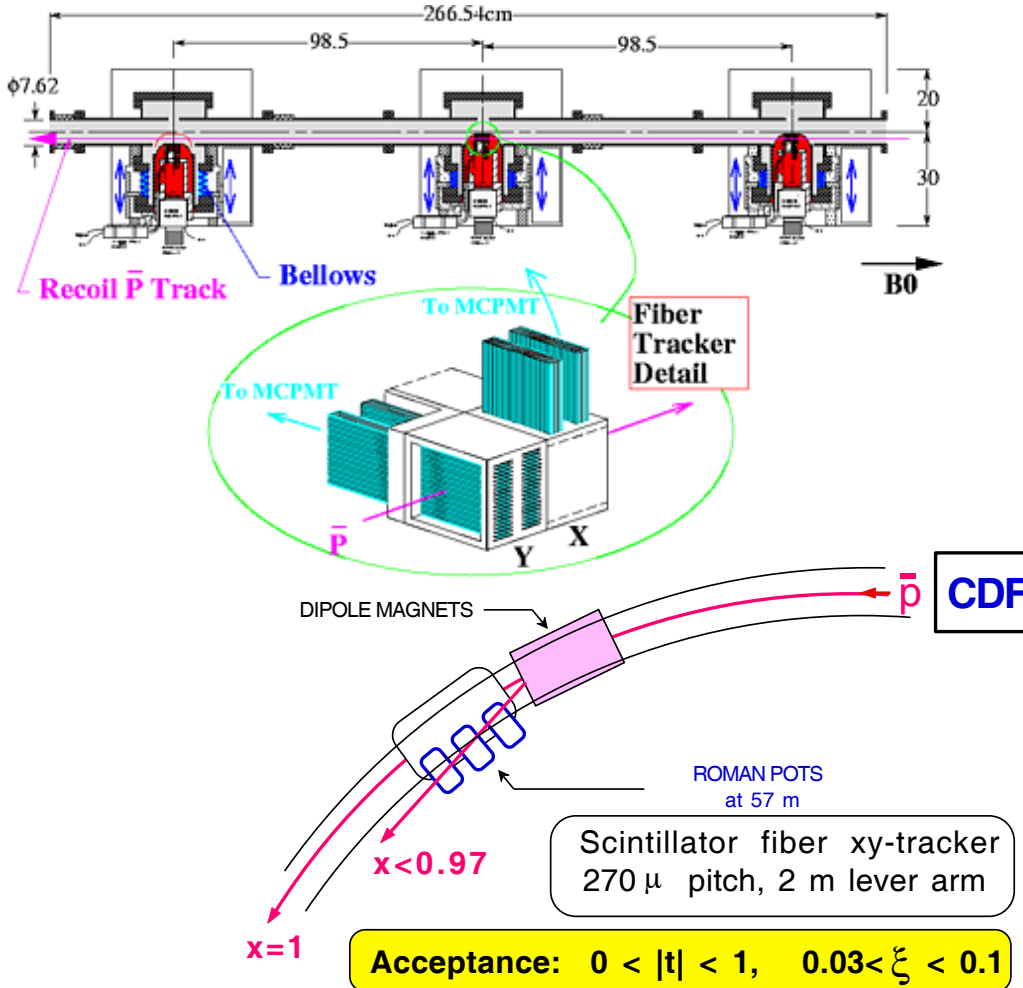 266.54cm
98.5
98.5
φ7.62
20
30
Recoil P̅ Track
Bellows
B0
To MCPMT
Fiber
Tracker
Detail
To MCPMT
P̅
Y
X
DIPOLE MAGNETS
p̅
CDF
ROMAN POTS
at 57 m
x<0.97
Scintillator fiber xy-tracker
270 μ pitch, 2 m lever arm
x=1
Acceptance: 0 < |t| < 1, 0.03< ξ < 0.1